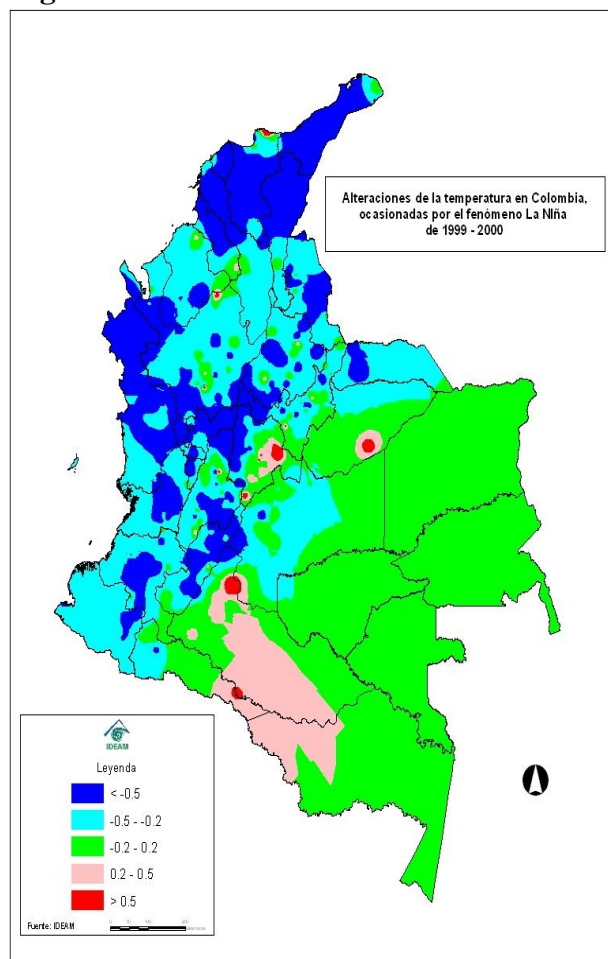 Alteraciones de la temperatura en Colombia,
ocasionadas por el fenómeno La NIña
de 1999 - 2000
IDEAM
Leyenda
< -0.5
-0.5 - -0.2
-0.2 - 0.2
0.2 - 0.5
> 0.5
Fuente: IDEAM